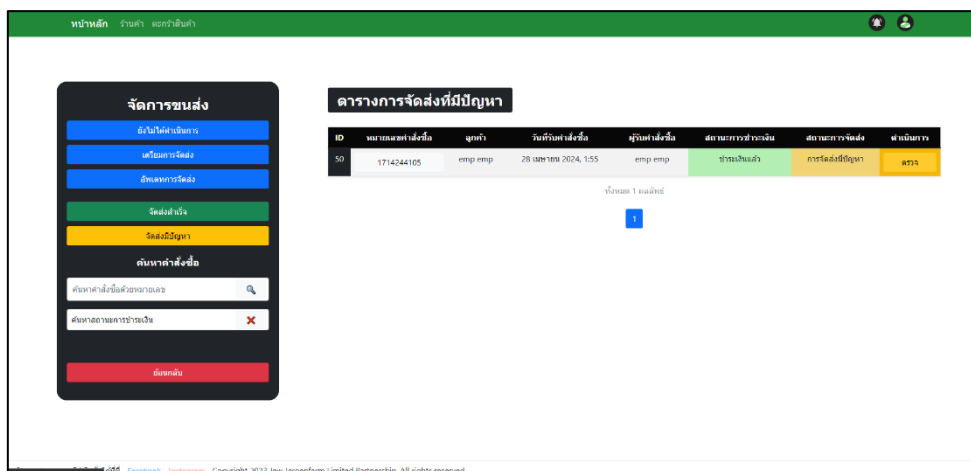 หน้าหลัก ร้านค้า ตะกร้าสินค้า
จัดการขนส่ง
ยังไม่ได้ดำเนินการ
เตรียมการจัดส่ง
อัพเดทการจัดส่ง
จัดส่งสำเร็จ
จัดส่งมีปัญหา
ค้นหาคำสั่งซื้อ
ค้นหาคำสั่งซื้อด้วยหมายเลข
ค้นหาสถานะการชำระเงิน
ย้อนกลับ
ตารางการจัดส่งที่มีปัญหา
ID หมายเลขคำสั่งซื้อ ลูกค้า วันที่รับคำสั่งซื้อ ผู้รับคำสั่งซื้อ สถานะการชำระเงิน สถานะการจัดส่ง ดำเนินการ
50 1714244105 emp emp 28 เมษายน 2024, 1:55 emp emp ชำระเงินแล้ว การจัดส่งมีปัญหา ตรวจ
ทั้งหมด 1 ผลลัพธ์
1
Facebook Instagram Copyright 2023 Jew Jaroenfarm Limited Partnership. All rights reserved